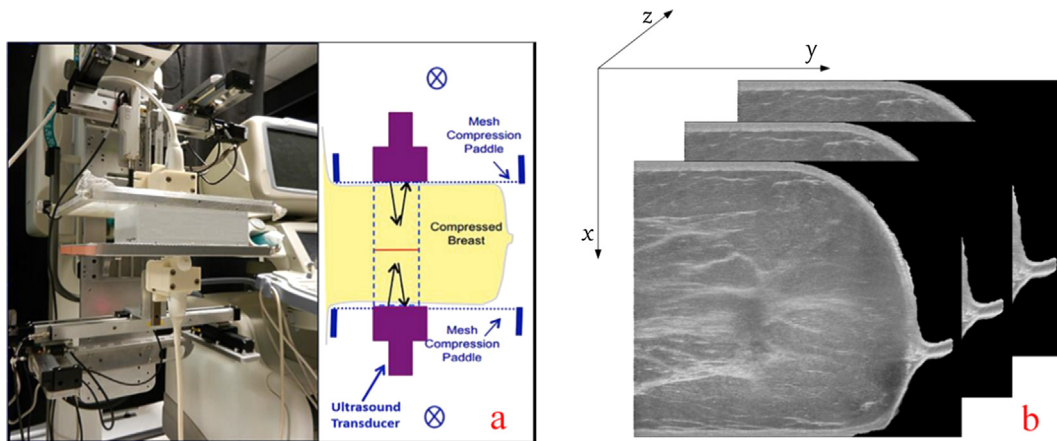 Mesh
Compression
Paddle
Compressed
Breast
Mesh
Compression
Paddle
Ultrasound
Transducer
a
z
y
x
b